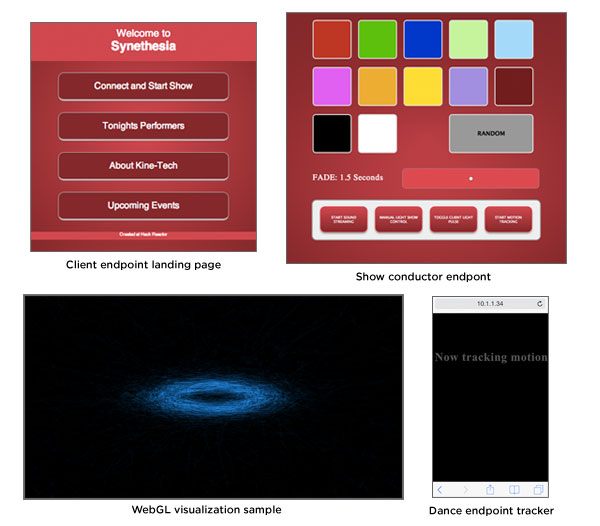 Welcome to
Synethesia
Connect and Start Show
Tonights Performers
About Kine-Tech
Upcoming Events
Created at Hack Reactor
Client endpoint landing page
RANDOM
FADE: 1.5 Seconds
START SOUND
STREAMING
MANUAL LIGHT SHOW
CONTROL
TOGGLE CLIENT LIGHT
PULSE
START MOTION
TRACKING
Show conductor endpont
WebGL visualization sample
10.1.1.34
Now tracking motion
Dance endpoint tracker